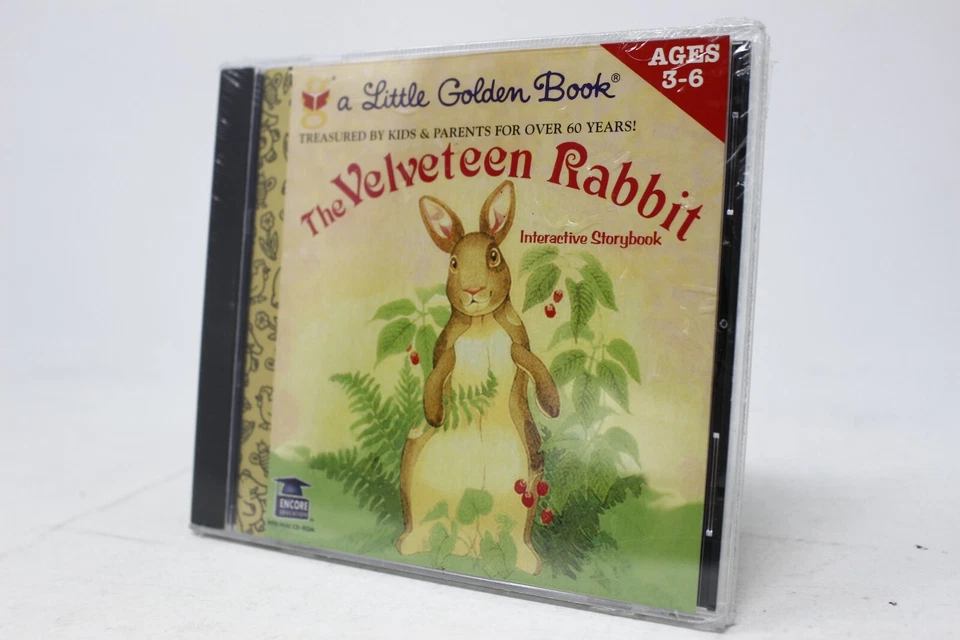 AGES
3-6
a Little Golden Book®
TREASURED BY KIDS & PARENTS FOR OVER 60 YEARS!
The Velveteen Rabbit
Interactive Storybook
ENCORE